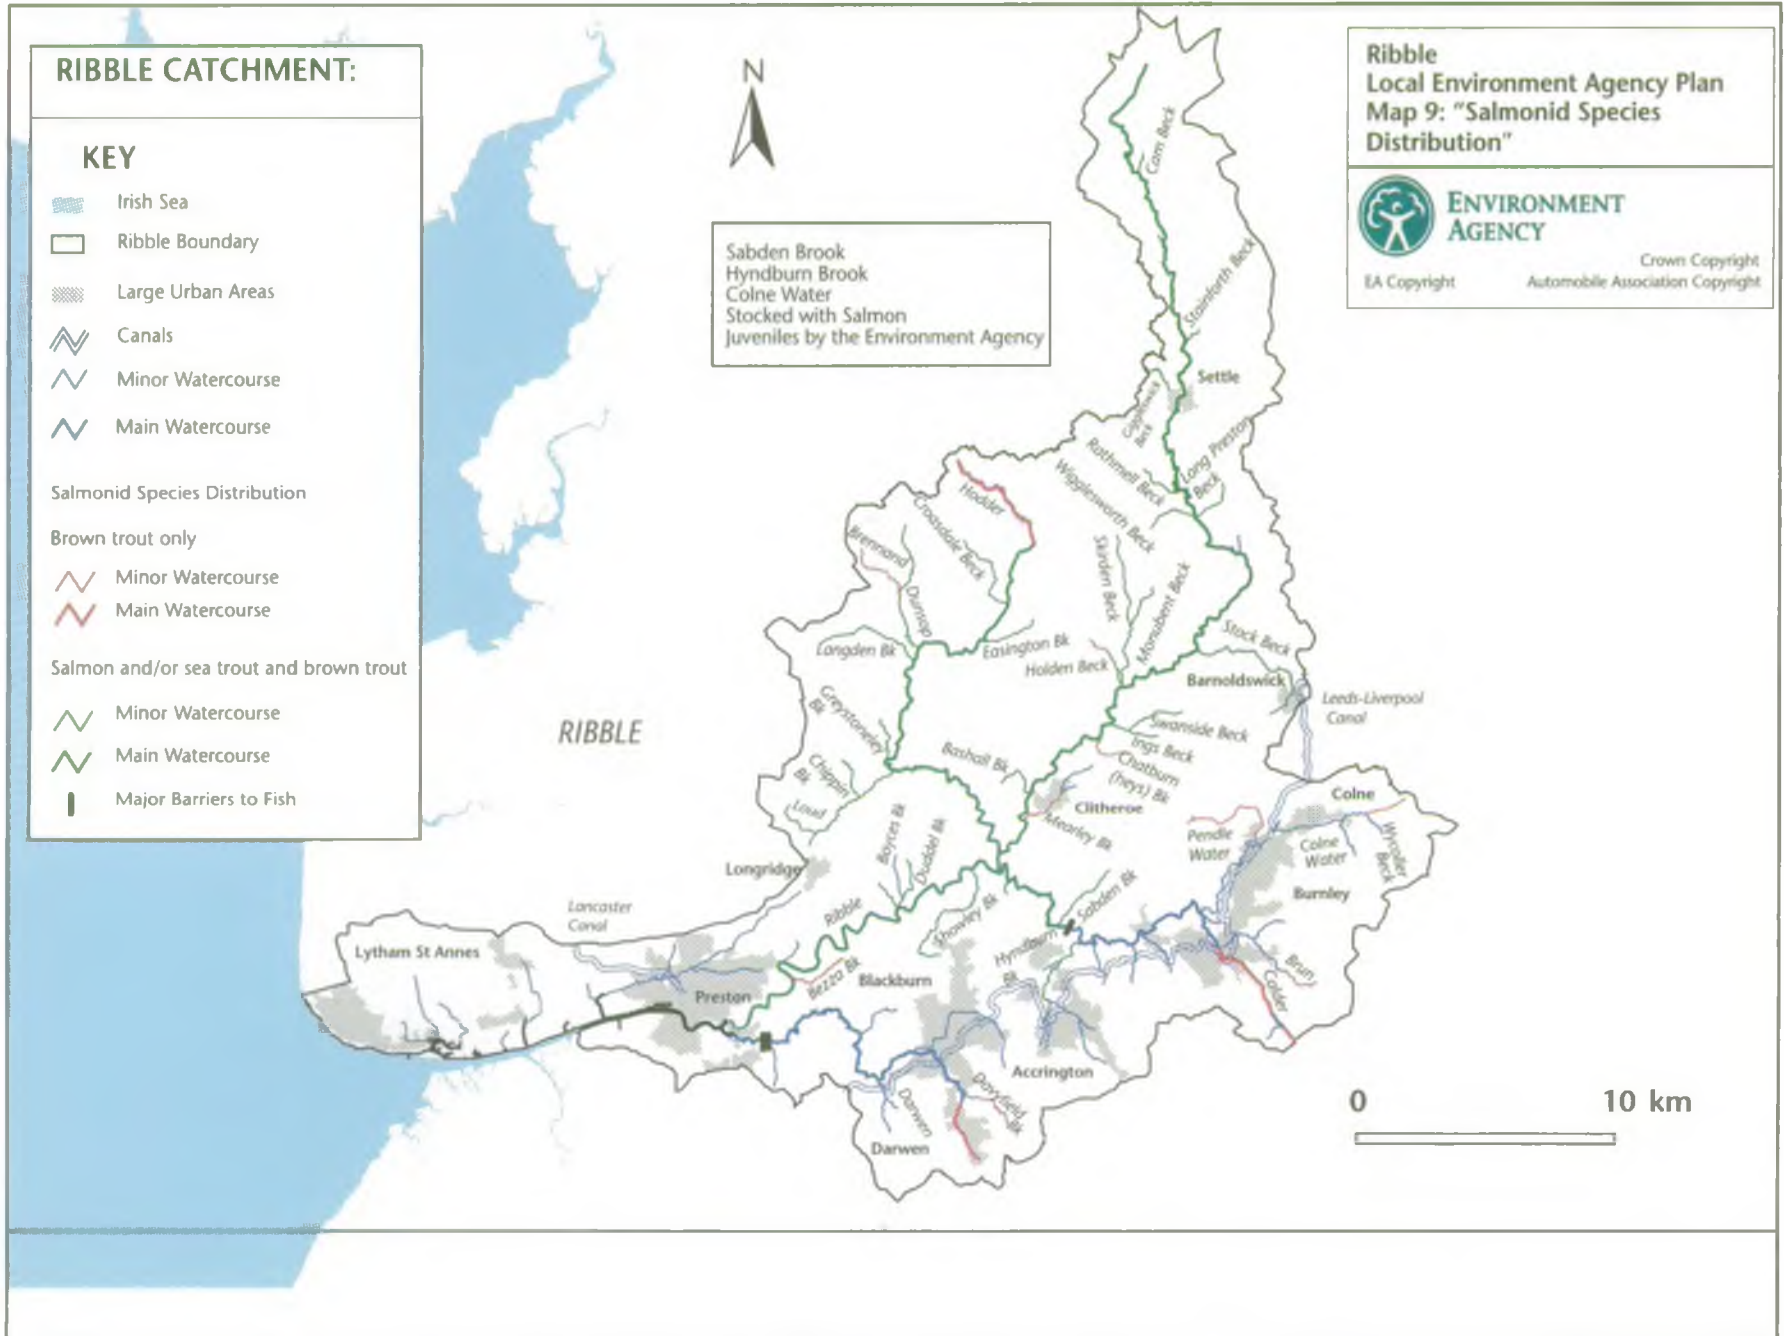 RIBBLE CATCHMENT:
KEY
Irish Sea
Ribble Boundary
Large Urban Areas
Canals
Minor Watercourse
Main Watercourse
Salmonid Species Distribution
Brown trout only
Minor Watercourse
Main Watercourse
Salmon and/or sea trout and brown trout
Minor Watercourse
Main Watercourse
Major Barriers to Fish
N
Sabden Brook
Hyndburn Brook
Colne Water
Stocked with Salmon
Juveniles by the Environment Agency
Ribble
Local Environment Agency Plan
Map 9: "Salmonid Species
Distribution"
ENVIRONMENT
AGENCY
Crown Copyright
EA Copyright
Automobile Association Copyright
Cam Beck
Stainforth Beck
Settle
Giggleswick
Beck
Long Preston
Beck
Rathmell Beck
Wigglesworth Beck
Hodder
Croasdale Beck
Brennand
Dunsop
Skirden Beck
Monubent Beck
Stock Beck
Langden Bk
Easington Bk
Holden Beck
Barnoldswick
Leeds-Liverpool
Canal
Greystoneley
Bk
Swanside Beck
Ings Beck
Chatburn
(heys) Bk
RIBBLE
Bashall Bk
Chippin
Bk
Loud
Clitheroe
Mearley Bk
Colne
Pendle
Water
Colne
Water
Wycoller
Beck
Boyces Bk
Duddel Bk
Longridge
Burnley
Sabden Bk
Lancaster
Canal
Ribble
Showley Bk
Hyndburn
Bk
Lytham St Annes
Bezza Bk
Blackburn
Brun
Calder
Preston
Accrington
Davyfield
Bk
Darwen
Darwen
0
10 km